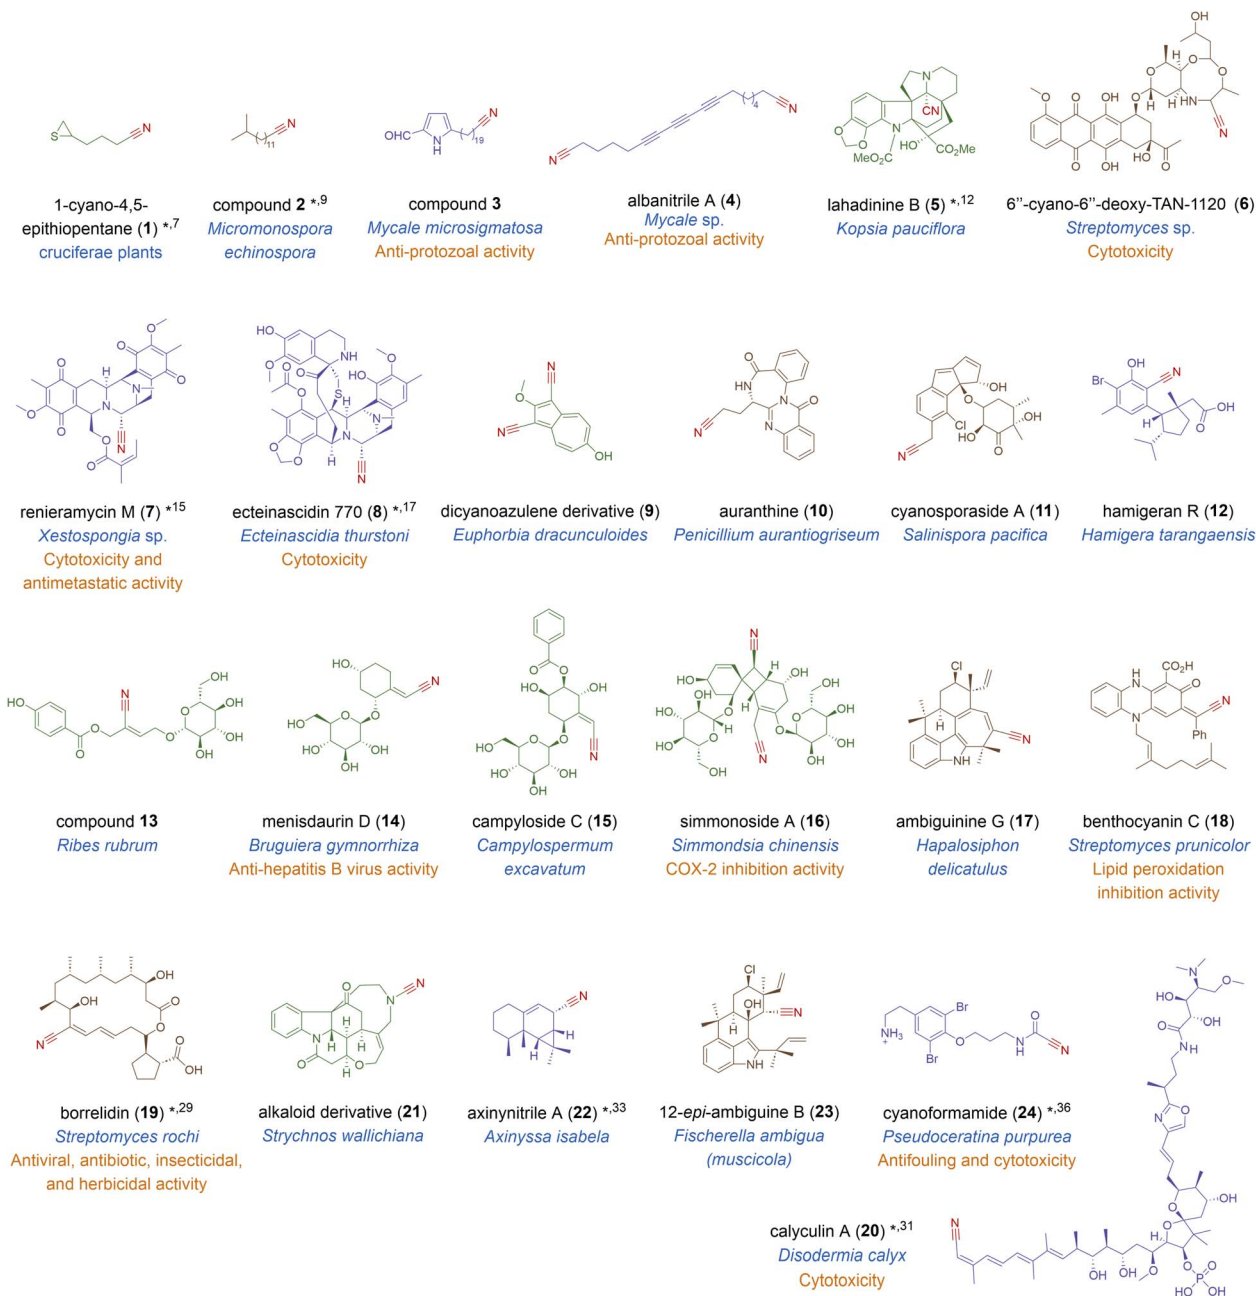 1-cyano-4,5-
epithiopentane (1) *,7
cruciferae plants
compound 2 *,9
Micromonospora
echinospora
compound 3
Mycale microsigmatosa
Anti-protozoal activity
albanitrile A (4)
Mycale sp.
Anti-protozoal activity
lahadinine B (5) *,12
Kopsia pauciflora
6''-cyano-6''-deoxy-TAN-1120 (6)
Streptomyces sp.
Cytotoxicity
renieramycin M (7) *15
Xestospongia sp.
Cytotoxicity and
antimetastatic activity
ecteinascidin 770 (8) *,17
Ecteinascidia thurstoni
Cytotoxicity
dicyanoazulene derivative (9)
Euphorbia dracunculoides
auranthine (10)
Penicillium aurantiogriseum
cyanosporaside A (11)
Salinispora pacifica
hamigeran R (12)
Hamigera tarangaensis
compound 13
Ribes rubrum
menisdaurin D (14)
Bruguiera gymnorrhiza
Anti-hepatitis B virus activity
campyloside C (15)
Campylospermum
excavatum
simmonoside A (16)
Simmondsia chinensis
COX-2 inhibition activity
ambiguinine G (17)
Hapalosiphon
delicatulus
benthocyanin C (18)
Streptomyces prunicolor
Lipid peroxidation
inhibition activity
borrelidin (19) *,29
Streptomyces rochi
Antiviral, antibiotic, insecticidal,
and herbicidal activity
alkaloid derivative (21)
Strychnos wallichiana
axinynitrile A (22) *,33
Axinyssa isabela
12-epi-ambiguine B (23)
Fischerella ambigua
(muscicola)
cyanoformamide (24) *,36
Pseudoceratina purpurea
Antifouling and cytotoxicity
calyculin A (20) *,31
Disodermia calyx
Cytotoxicity